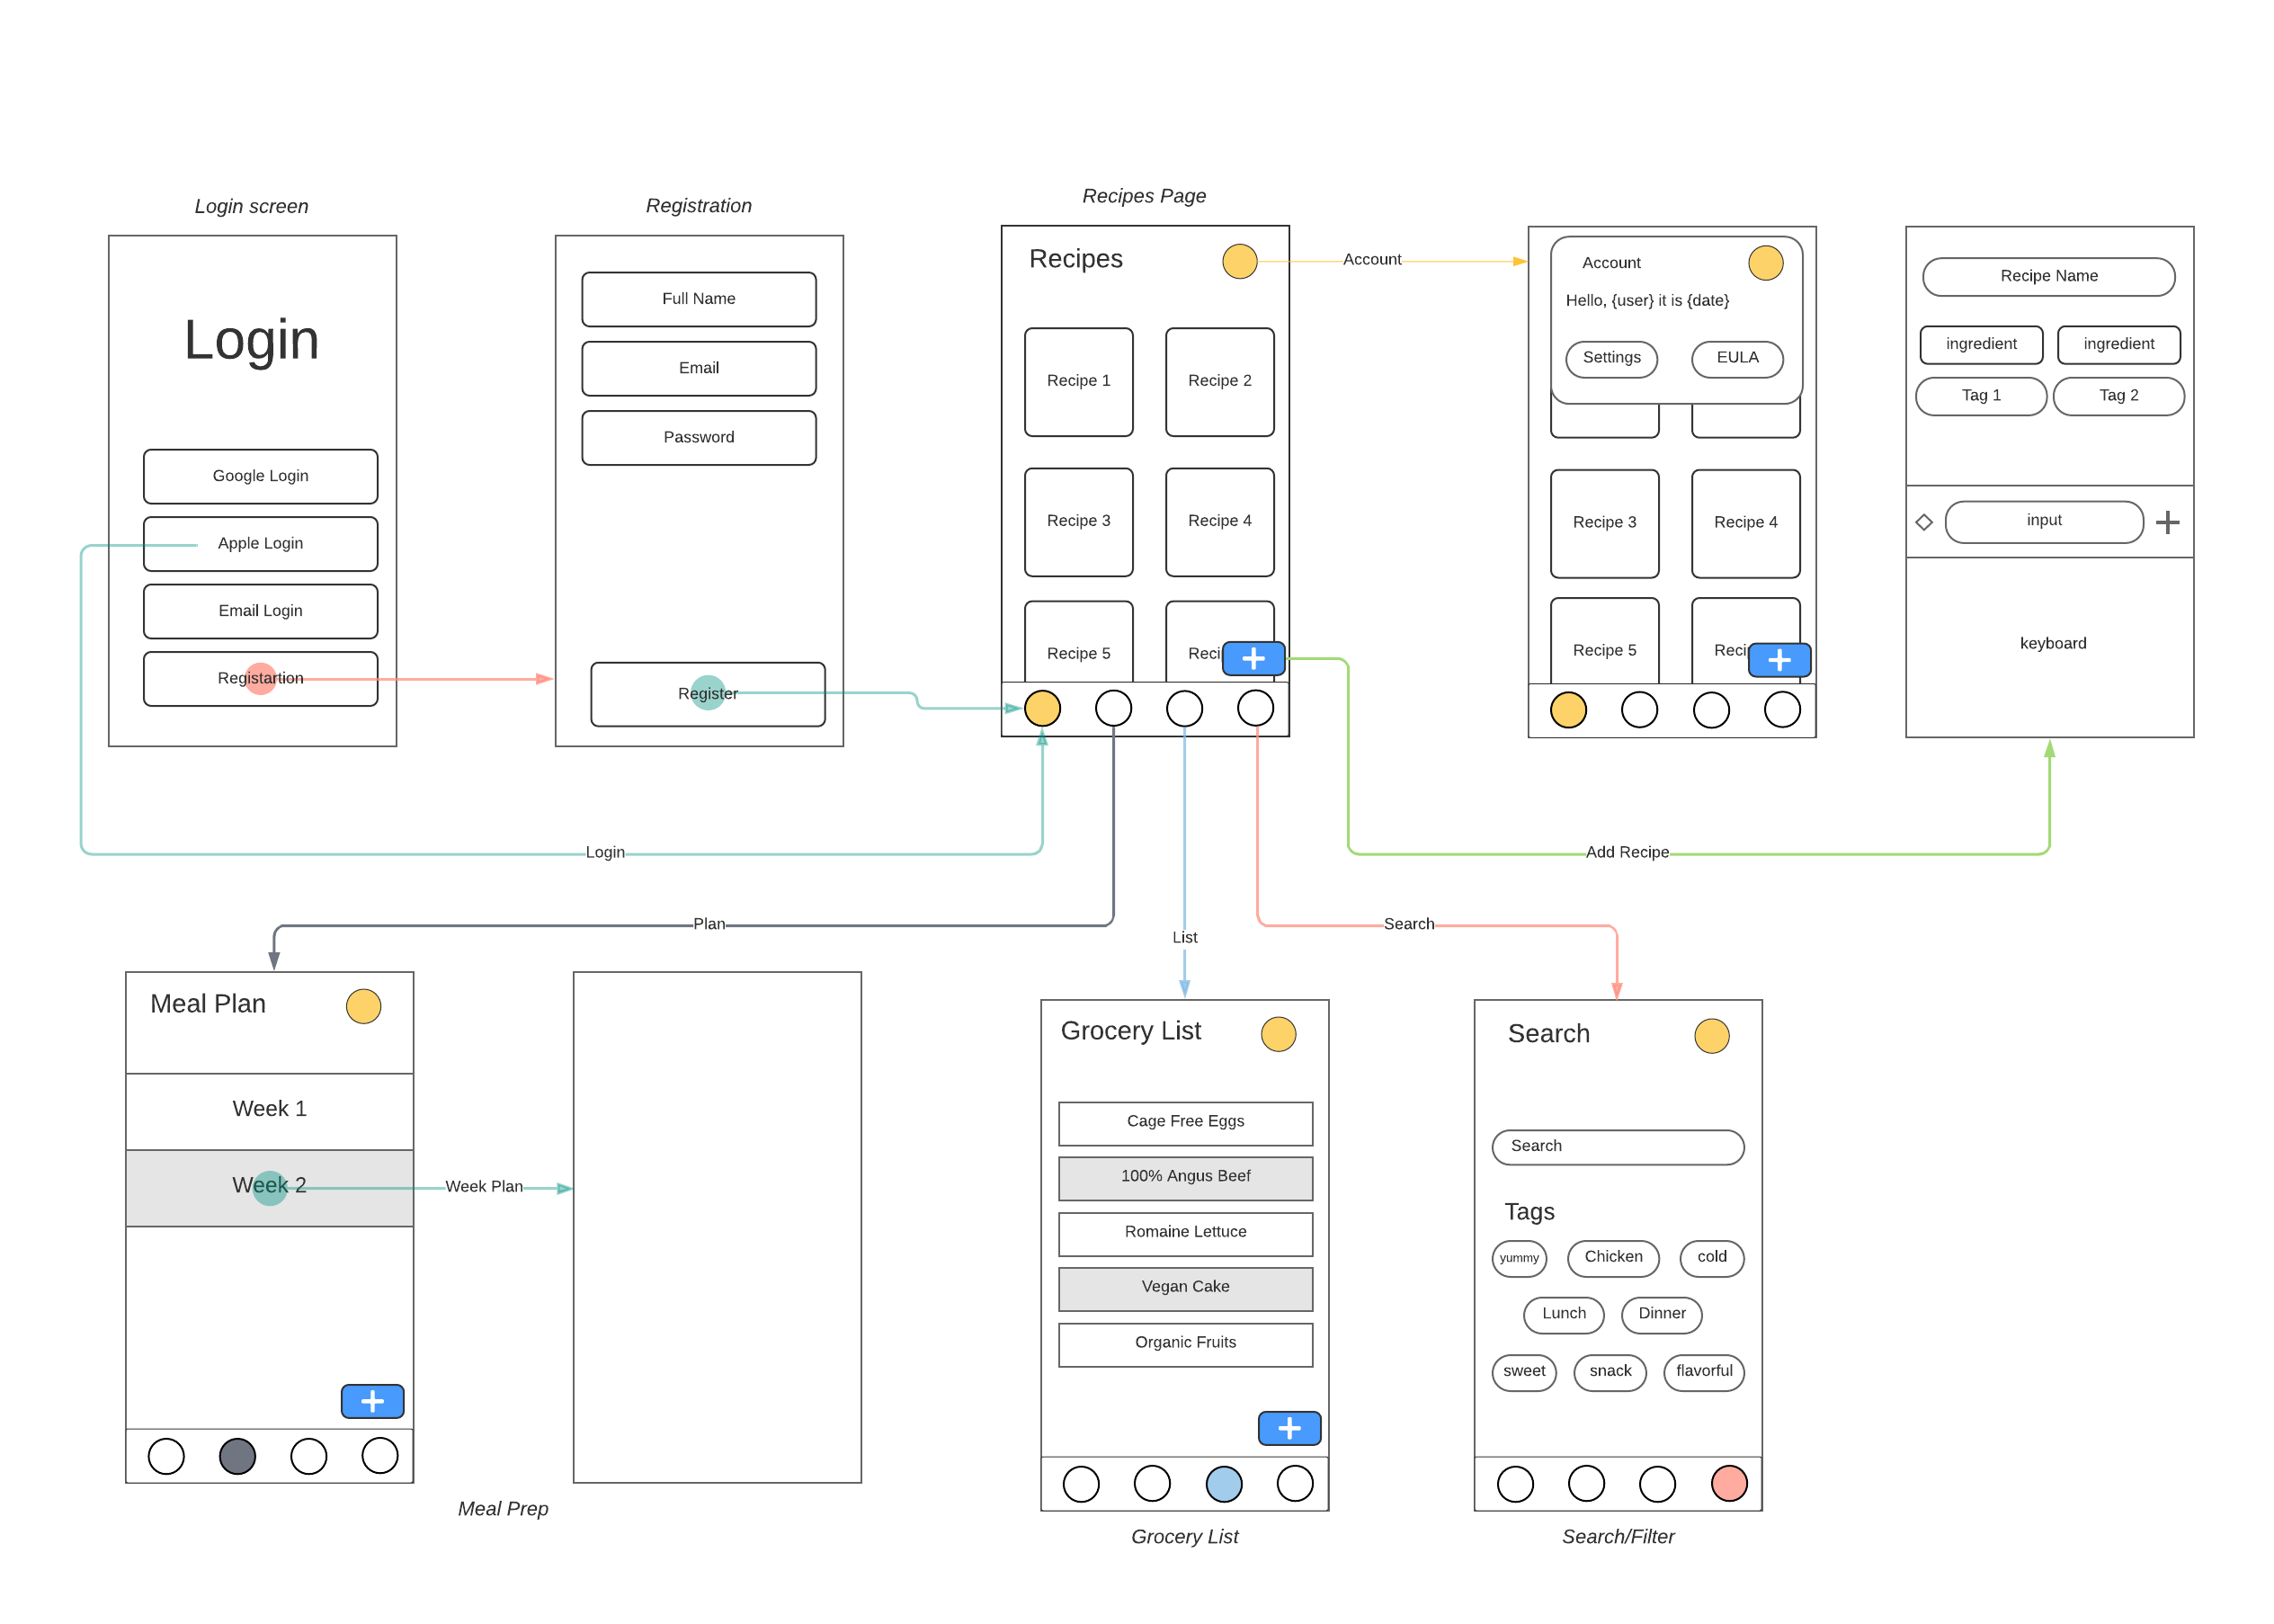 Login screen
Login
Google Login
Apple Login
Email Login
Registartion
Registration
Full Name
Email
Password
Register
Recipes Page
Recipes
Recipe 1
Recipe 2
Recipe 3
Recipe 4
Recipe 5
Reci
Account
Account
Hello, {user} it is {date}
Settings
EULA
Recipe 3
Recipe 4
Recipe 5
Reci
Recipe Name
ingredient
ingredient
Tag 1
Tag 2
input
keyboard
Login
Add Recipe
Plan
List
Search
Meal Plan
Week 1
Week 2
Week Plan
Meal Prep
Grocery List
Cage Free Eggs
100% Angus Beef
Romaine Lettuce
Vegan Cake
Organic Fruits
Grocery List
Search
Search
Tags
yummy
Chicken
cold
Lunch
Dinner
sweet
snack
flavorful
Search/Filter